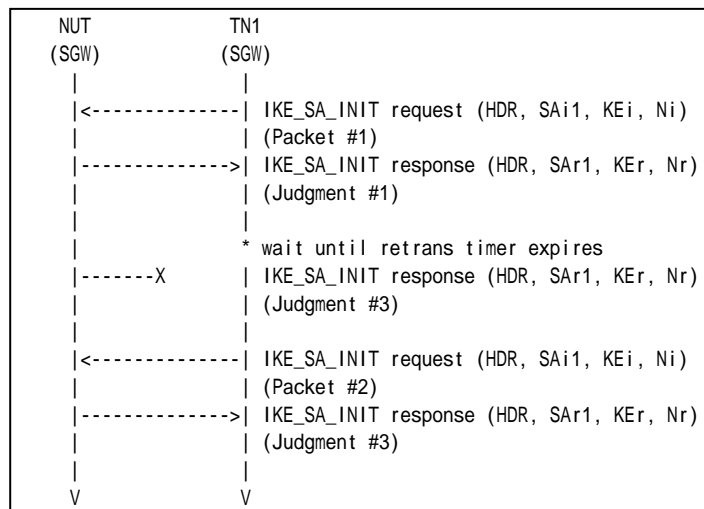 NUT TN1
(SGW) (SGW)
| |
|<--------------| IKE_SA_INIT request (HDR, SAi1, KEi, Ni)
| | (Packet #1)
|-------------->| IKE_SA_INIT response (HDR, SAr1, KEr, Nr)
| | (Judgment #1)
| |
| * wait until retrans timer expires
|-------X | IKE_SA_INIT response (HDR, SAr1, KEr, Nr)
| | (Judgment #3)
| |
|<--------------| IKE_SA_INIT request (HDR, SAi1, KEi, Ni)
| | (Packet #2)
|-------------->| IKE_SA_INIT response (HDR, SAr1, KEr, Nr)
| | (Judgment #3)
| |
V V